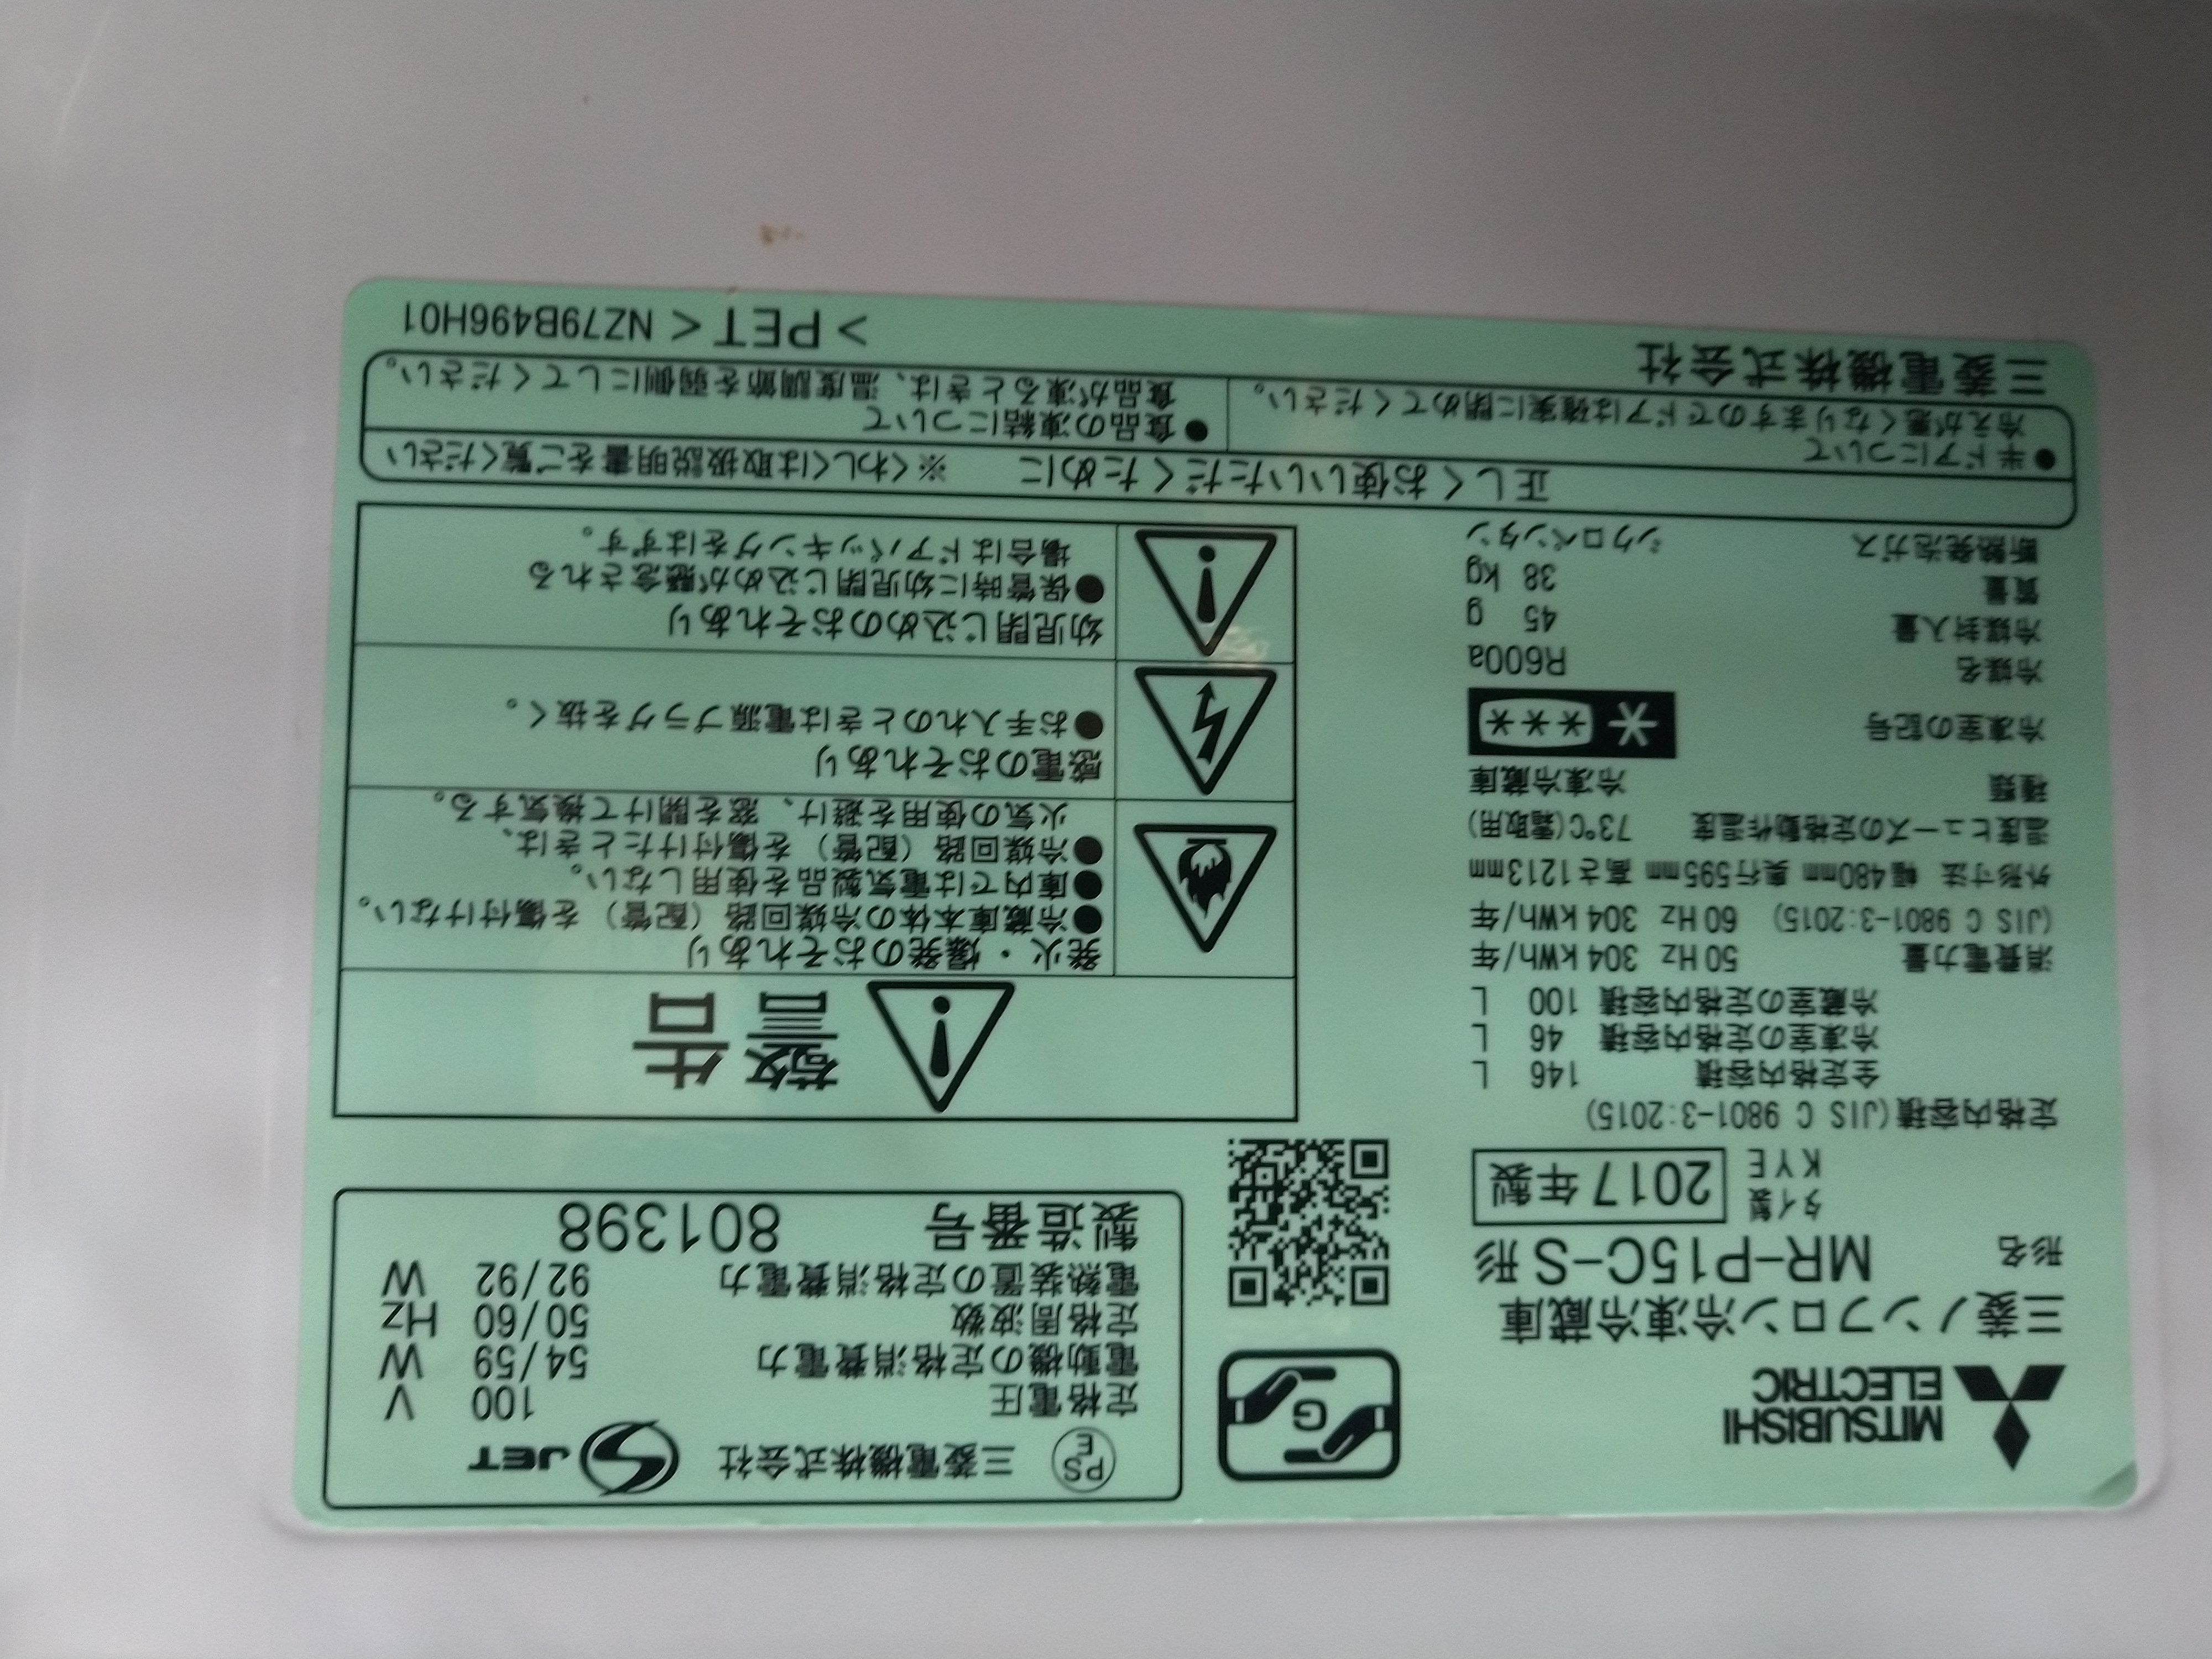 MITSUBISHI
ELECTRIC
三菱ノンフロン冷凍冷蔵庫
形名 MR-P15C-S形
タイ製
KYE
2017年製
定格内容積(JIS C 9801-3:2015)
全定格内容積 146 L
冷凍室の定格内容積 46 L
冷蔵室の定格内容積 100 L
消費電力量 50Hz 304kWh/年
(JIS C 9801-3:2015) 60Hz 304kWh/年
外形寸法 幅480mm 奥行595mm 高さ1213mm
温度ヒューズの定格動作温度 73℃(霜取用)
種類 冷凍冷蔵庫
冷凍室の記号 * ***
冷媒名 R600a
冷媒封入量 45 g
質量 38 kg
断熱発泡ガス シクロペンタン
G
PS
E
三菱電機株式会社 JET
定格電圧 100 V
電動機の定格消費電力 54/59 W
定格周波数 50/60 Hz
電熱装置の定格消費電力 92/92 W
製造番号 801398
警告
発火・爆発のおそれあり
●冷蔵庫本体の冷媒回路(配管)を傷付けない。
●庫内では電気製品を使用しない。
●冷媒回路(配管)を傷付けたときは、
火気の使用を避け、窓を開けて換気する。
感電のおそれあり
●お手入れのときは電源プラグを抜く。
幼児閉じ込めのおそれあり
●保管時に幼児閉じ込めが懸念される
場合はドアパッキングをはずす。
正しくお使いいただくために ※くわしくは取扱説明書をご覧ください
●半ドアについて
冷えが悪くなりますのでドアは確実に閉めてください。
●食品の凍結について
食品が凍るときは、温度調節を弱側にしてください。
三菱電機株式会社
>PET< NZ79B496H01